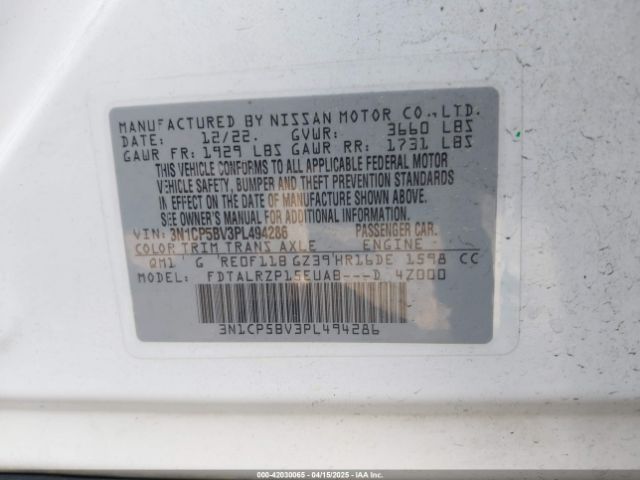 MANUFACTURED BY NISSAN MOTOR CO.,LTD.
DATE: 12/22. GVWR: 3660 LBS
GAWR FR: 1929 LBS GAWR RR: 1731 LBS
THIS VEHICLE CONFORMS TO ALL APPLICABLE FEDERAL MOTOR
VEHICLE SAFETY, BUMPER AND THEFT PREVENTION STANDARDS
IN EFFECT ON THE DATE OF MANUFACTURE SHOWN ABOVE.
SEE OWNER'S MANUAL FOR ADDITIONAL INFORMATION.
VIN: 3N1CP5BV3PL494286 PASSENGER CAR.
COLOR TRIM TRANS AXLE ENGINE
QM1 G RE0F11B GZ39 HR16DE 1598 CC
MODEL: FDTALRZP15EUAB---D 4Z000
3N1CP5BV3PL494286
000-42030065 - 04/15/2025 - IAAI.COM